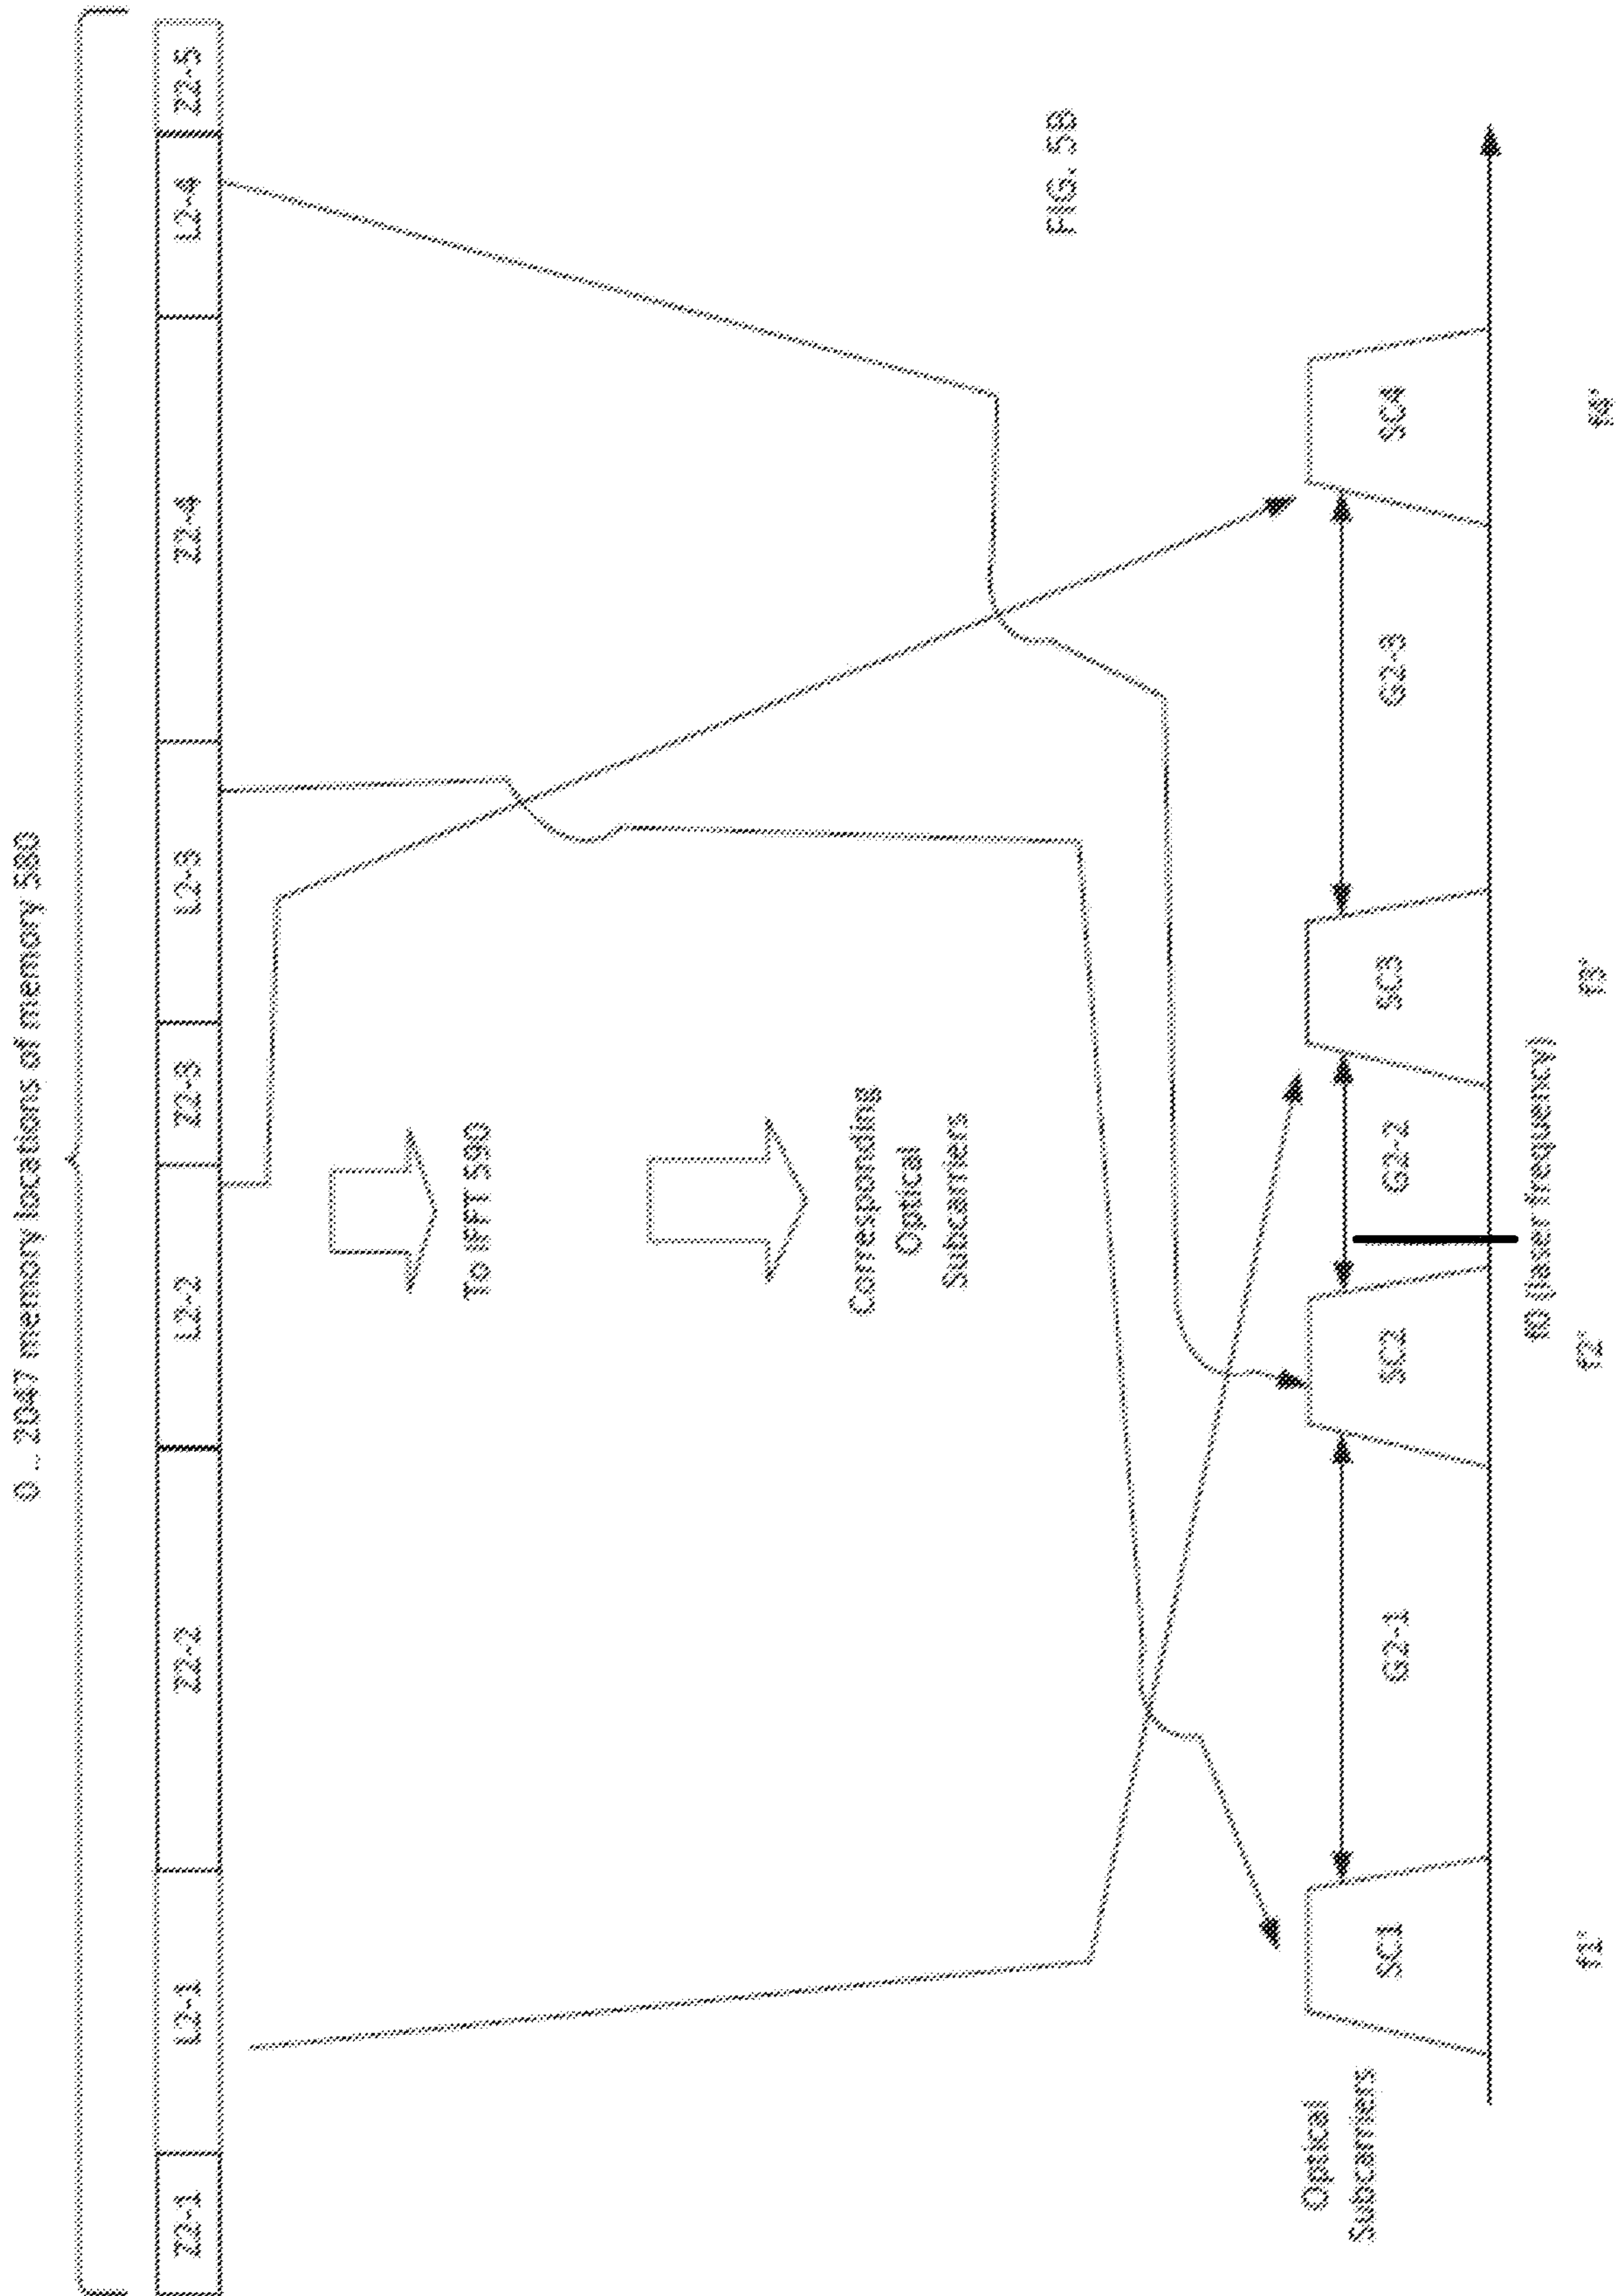 0 ... 2047 memory locations of memory 580
Z2-1 L2-1 Z2-2 L2-2 Z2-3 L2-3 Z2-4 L2-4 Z2-5
To IFFT 590
Corresponding
Optical
Subcarriers
FIG. 5B
Optical
Subcarriers
SC1 G2-1 SC2 G2-2 SC3 G2-3 SC4
f0 (laser frequency)
f1' f2' f3' f4'